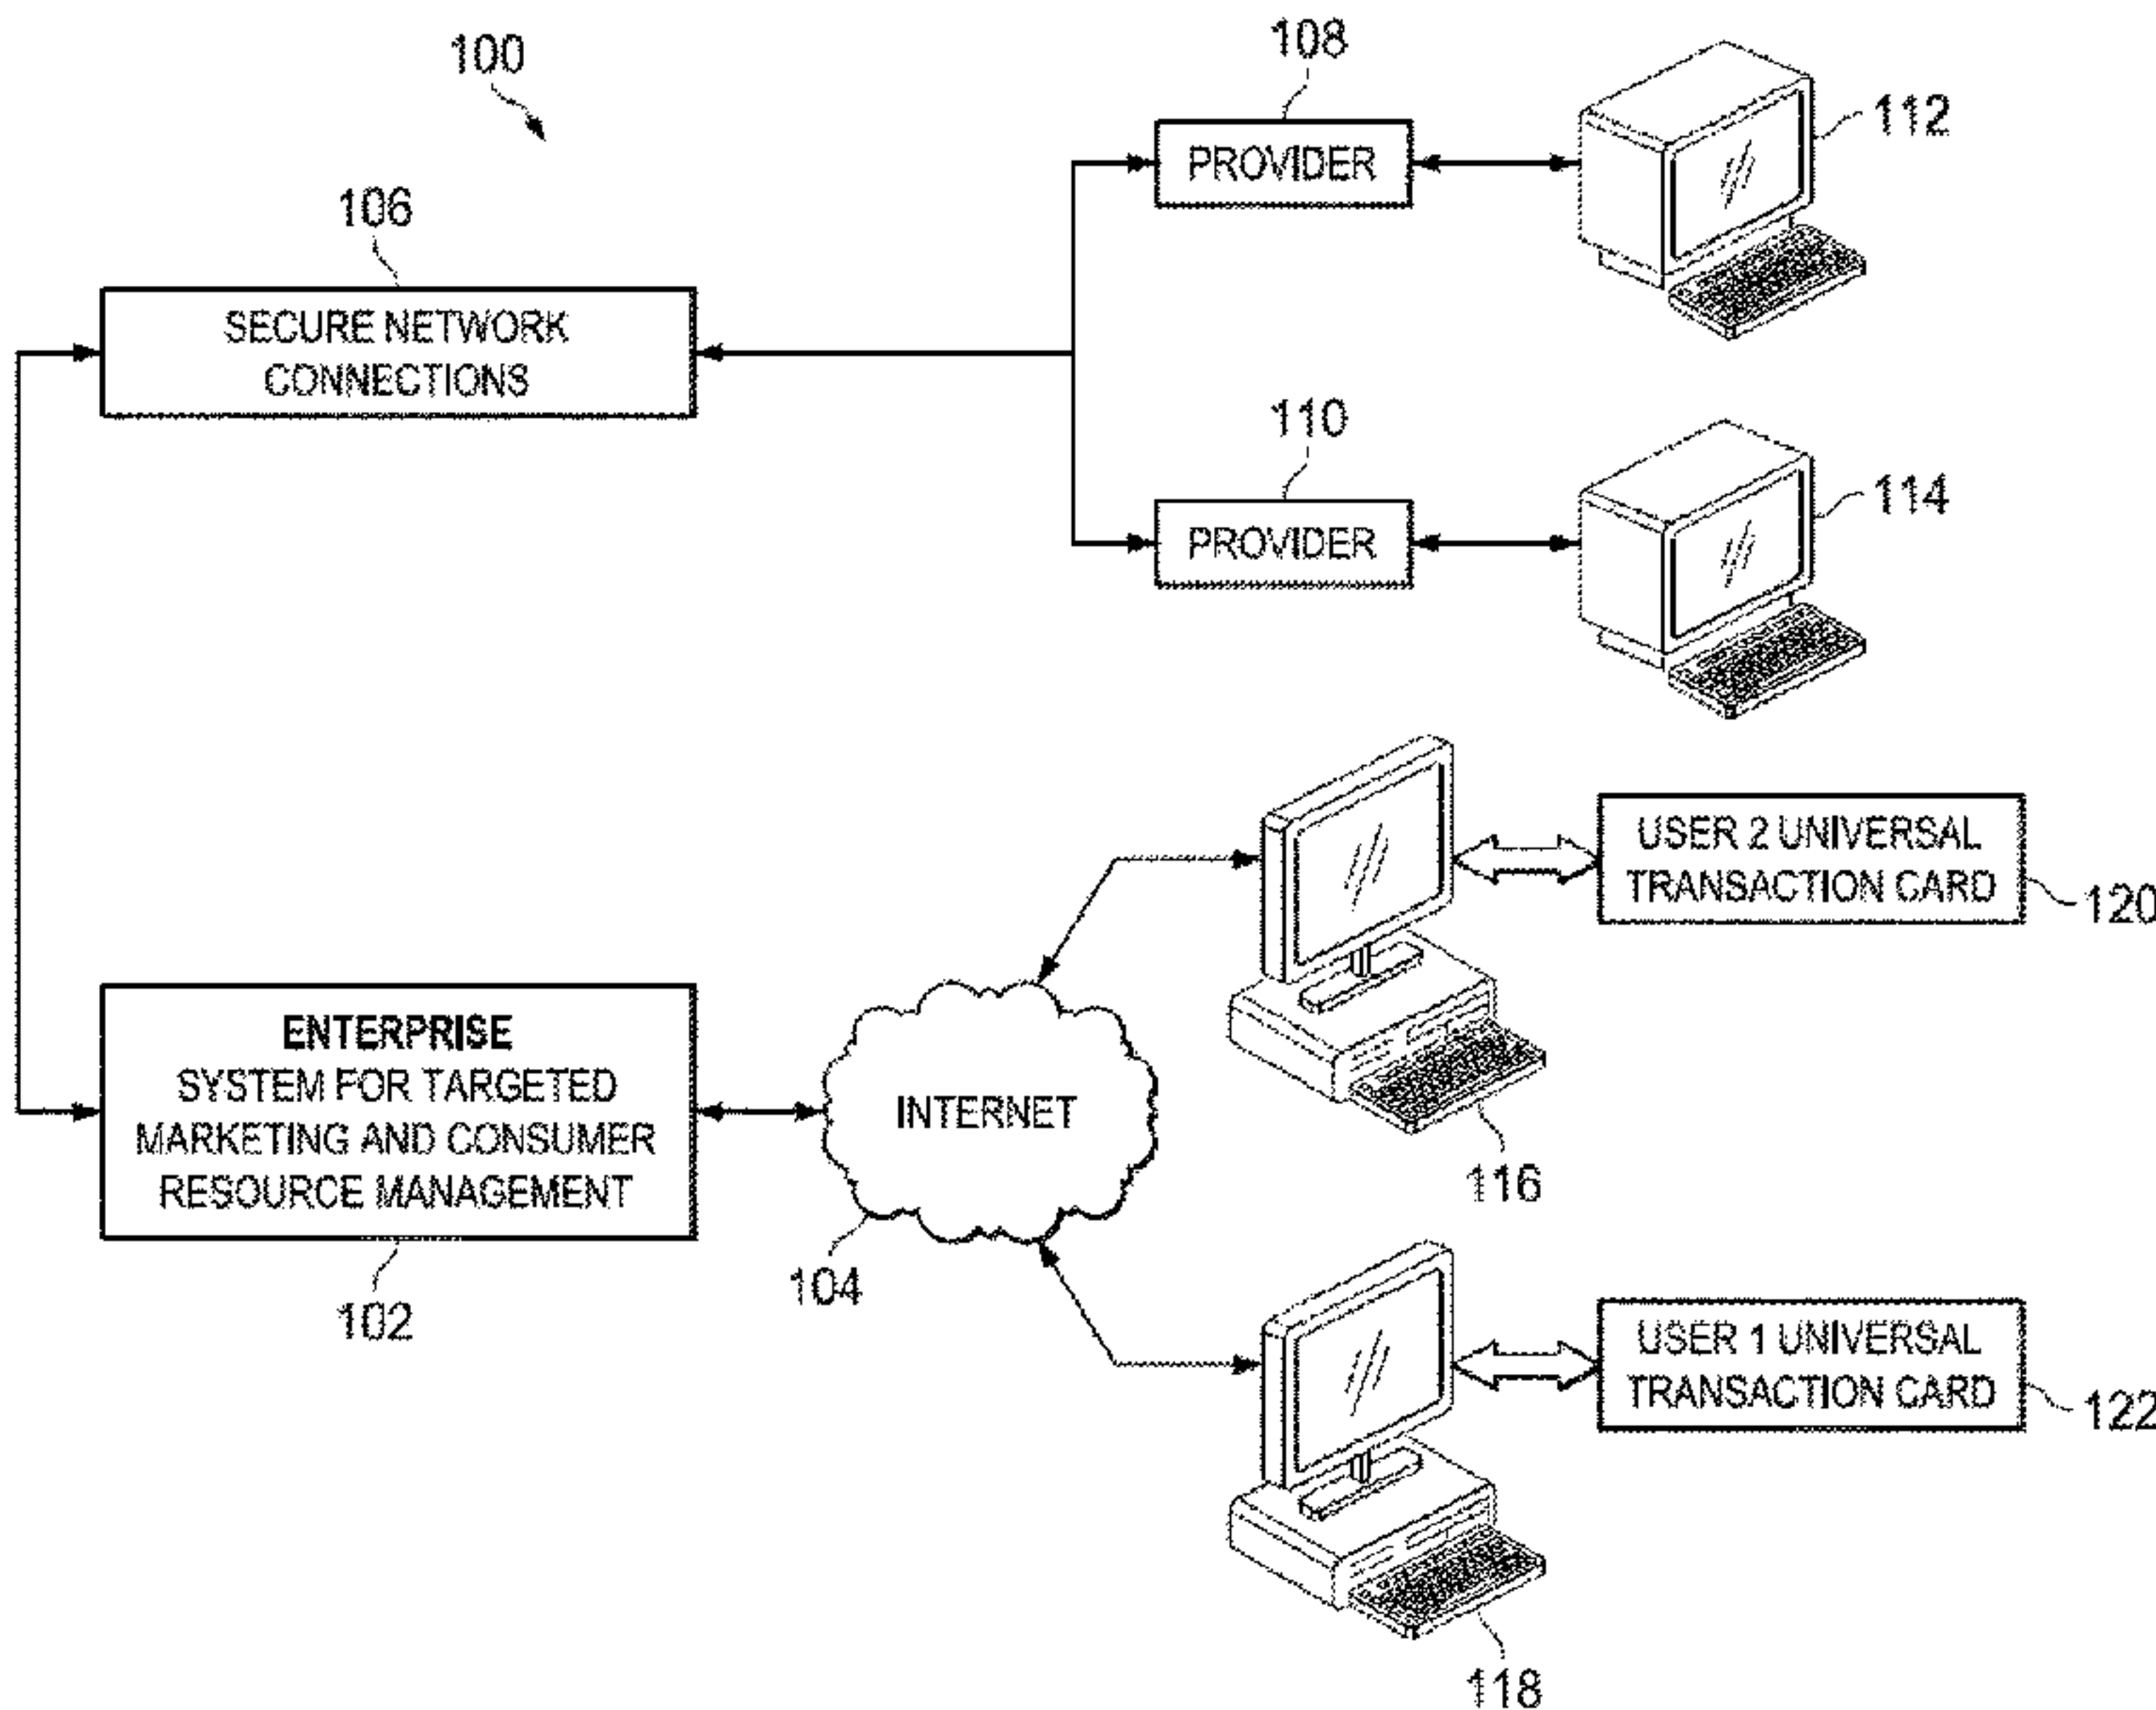 100
108
112
PROVIDER
106
SECURE NETWORK
CONNECTIONS
110
114
PROVIDER
USER 2 UNIVERSAL
TRANSACTION CARD
120
ENTERPRISE
SYSTEM FOR TARGETED
MARKETING AND CONSUMER
RESOURCE MANAGEMENT
INTERNET
116
104
102
USER 1 UNIVERSAL
TRANSACTION CARD
122
118